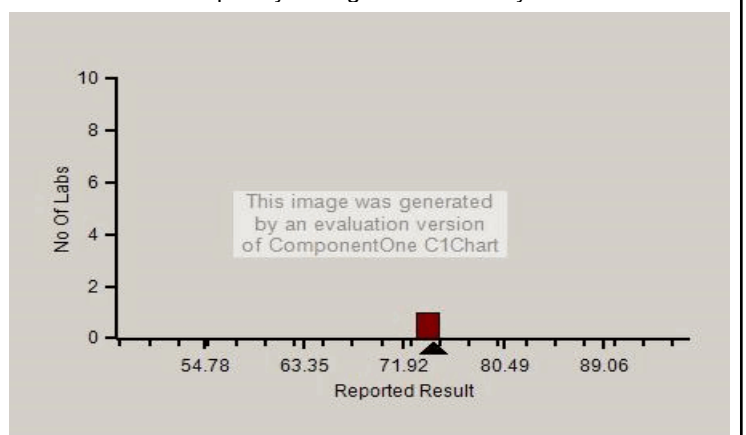 10
8
6
4
2
0
No Of Labs
This image was generated
by an evaluation version
of ComponentOne C1Chart
54.78 63.35 71.92 80.49 89.06
Reported Result